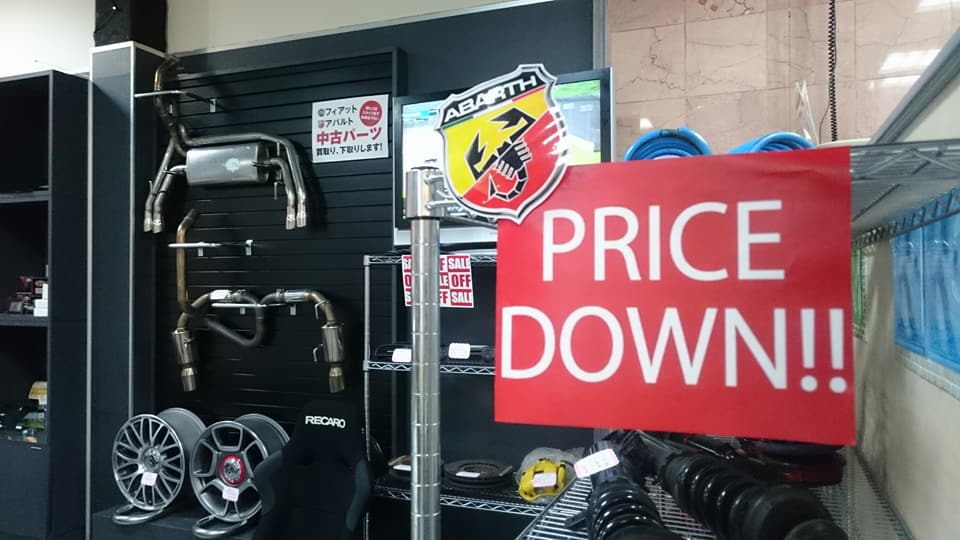 フィアット
アバルト
中古パーツ
買取り、下取りします!
ABARTH
PRICE
DOWN!!
SALE
OFF
SALE
RECARO